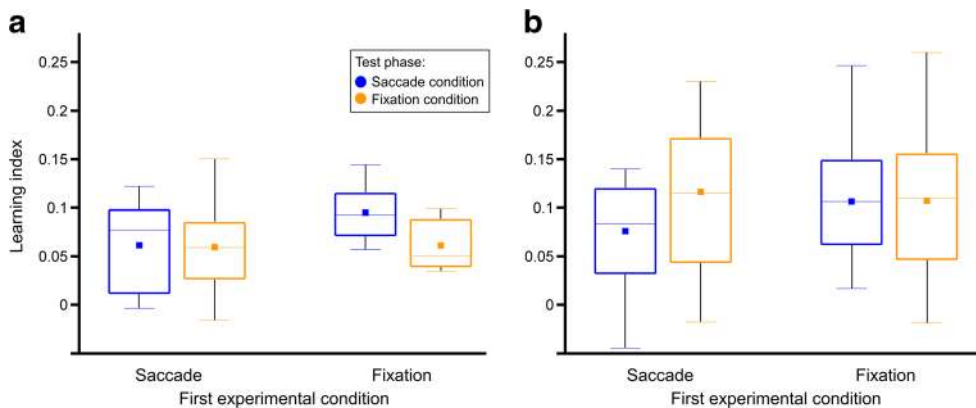 a
0.25
0.2
0.15
0.1
0.05
0
Learning index
Test phase:
Saccade condition
Fixation condition
Saccade Fixation
First experimental condition
b
0.25
0.2
0.15
0.1
0.05
0
Saccade Fixation
First experimental condition